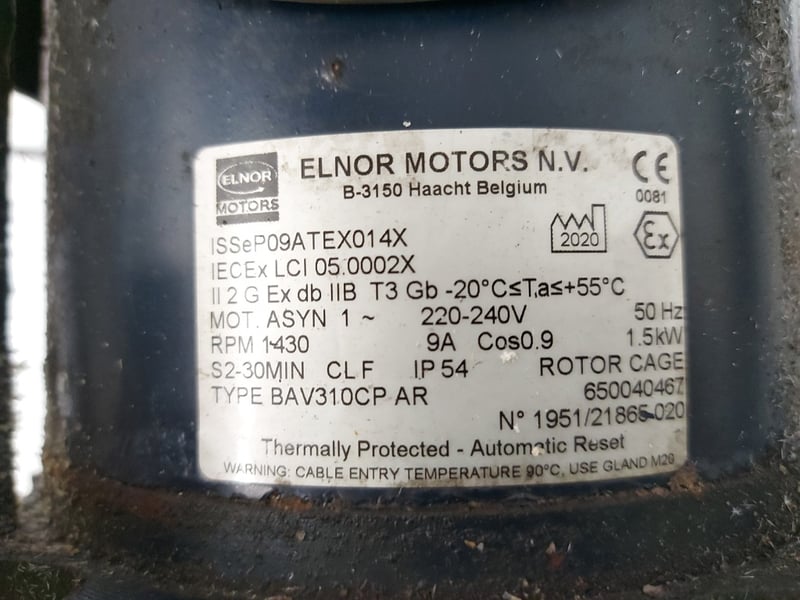 ELNOR
MOTORS
ELNOR MOTORS N.V.
B-3150 Haacht Belgium
CE
0081
ISSeP09ATEX014X
2020
Ex
IECEx LCI 05.0002X
II 2 G Ex db IIB T3 Gb -20°C≤T,a≤+55°C
MOT. ASYN 1 ~ 220-240V 50 Hz
RPM 1430 9A Cos0.9 1.5kW
S2-30MIN CL F IP 54 ROTOR CAGE
TYPE BAV310CP AR 650040467
N° 1951/21865-020
Thermally Protected - Automatic Reset
WARNING: CABLE ENTRY TEMPERATURE 90°C, USE GLAND M20